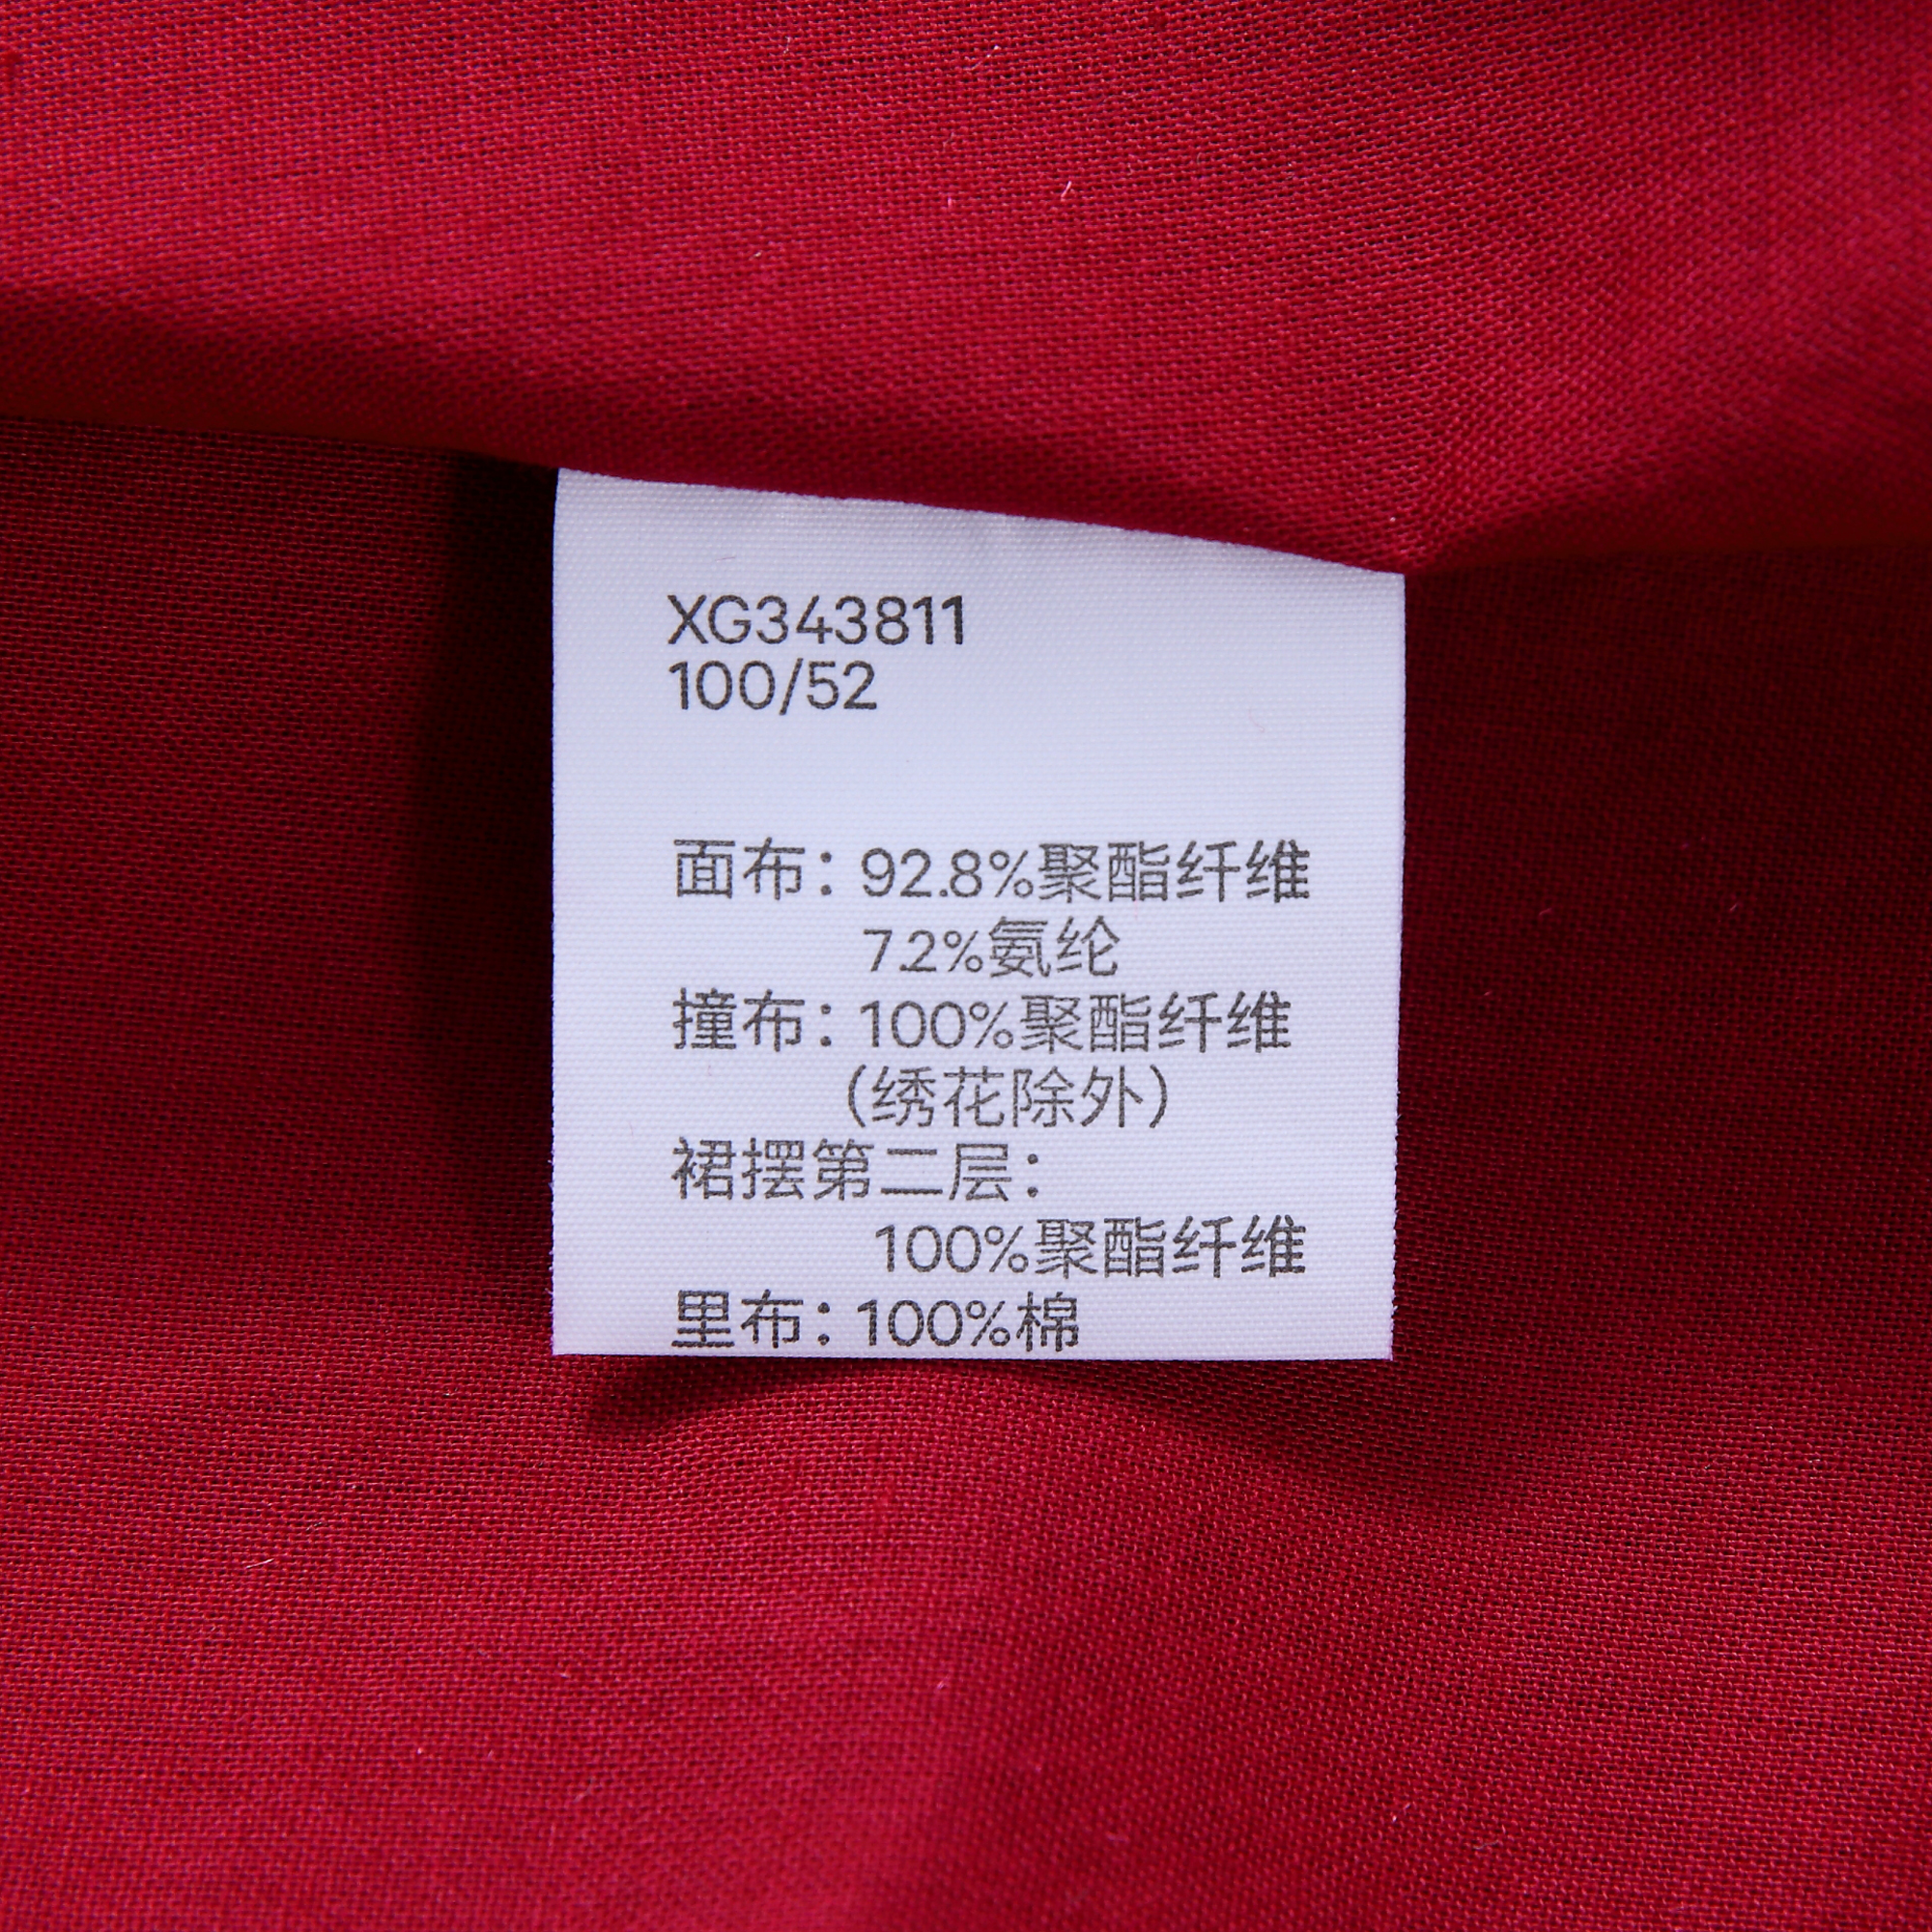 XG343811
100/52
面布：92.8%聚酯纤维
7.2%氨纶
撞布：100%聚酯纤维
（绣花除外）
裙摆第二层：
100%聚酯纤维
里布：100%棉